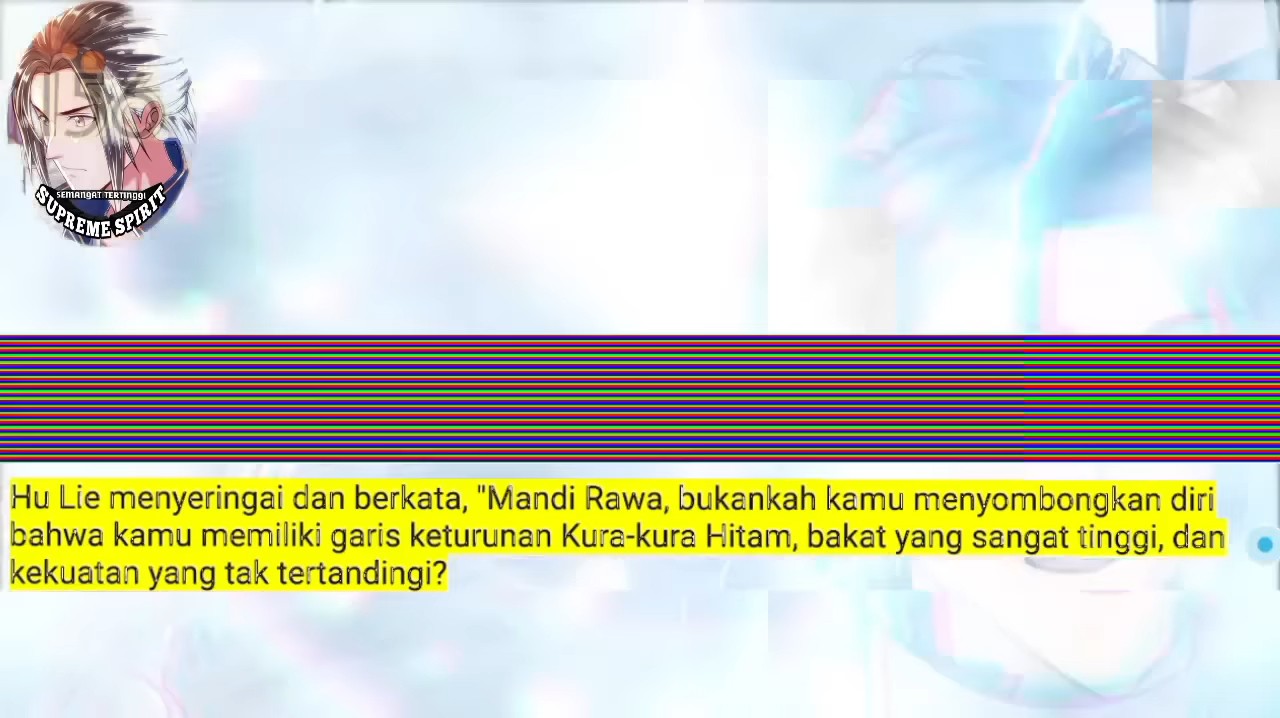 SEMANGAT TERTINGGI
SUPREME SPIRIT
Hu Lie menyeringai dan berkata, "Mandi Rawa, bukankah kamu menyombongkan diri
bahwa kamu memiliki garis keturunan Kura-kura Hitam, bakat yang sangat tinggi, dan
kekuatan yang tak tertandingi?